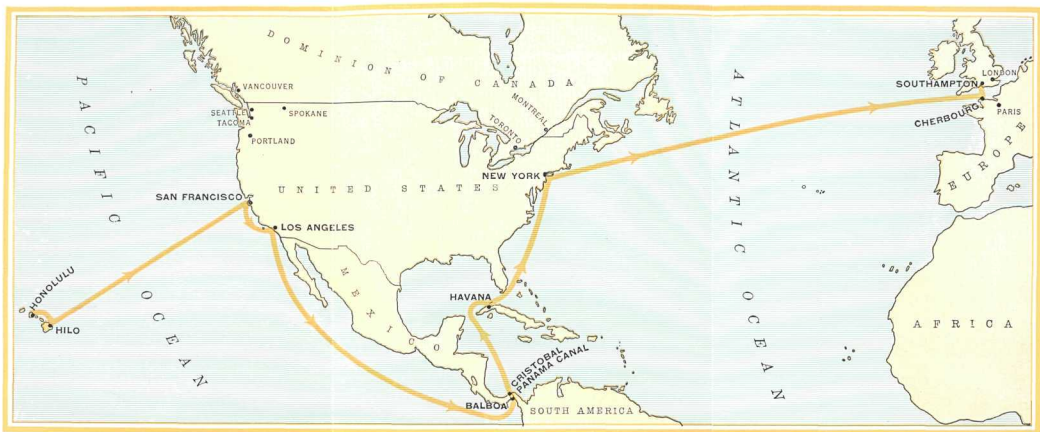 DOMINION OF CANADA
PACIFIC
OCEAN
ATLANTIC
OCEAN
VANCOUVER
SEATTLE
TACOMA
SPOKANE
PORTLAND
TORONTO
MONTREAL
SOUTHAMPTON
LONDON
CHERBOURG
PARIS
EUROPE
NEW YORK
UNITED STATES
SAN FRANCISCO
LOS ANGELES
MEXICO
HONOLULU
HILO
HAVANA
CRISTOBAL
PANAMA CANAL
BALBOA
SOUTH AMERICA
AFRICA